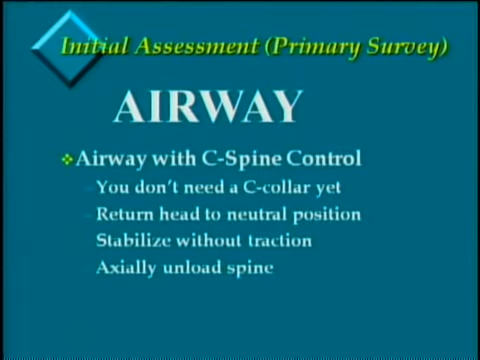 Initial Assessment (Primary Survey)
AIRWAY
Airway with C-Spine Control
– You don't need a C-collar yet
– Return head to neutral position
Stabilize without traction
Axially unload spine